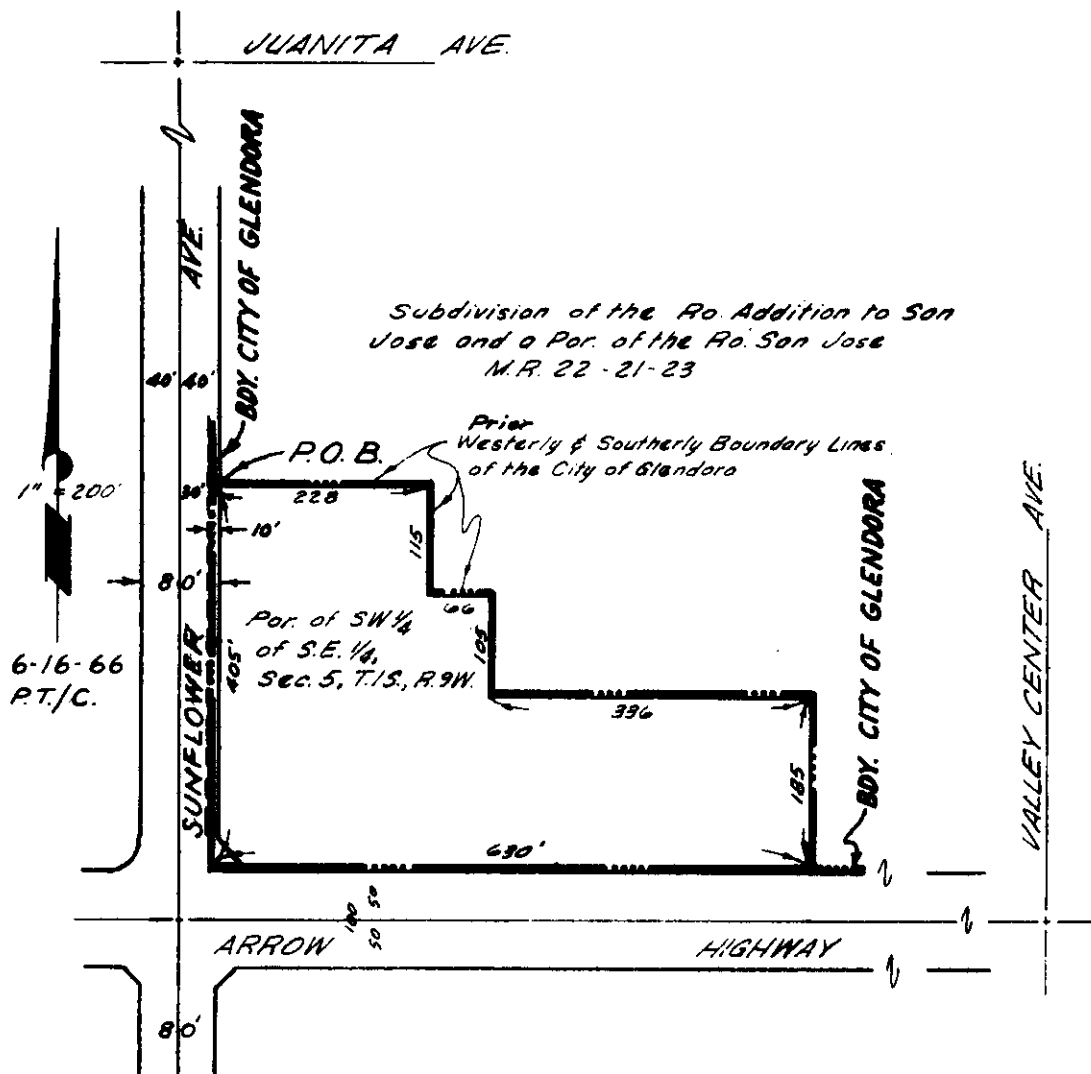 JUANITA AVE.
BDY. CITY OF GLENDORA
AVE.
Subdivision of the Ro. Addition to San
Jose and a Por. of the Ro. San Jose
M.R. 22-21-23
40' 40'
Prior
Westerly & Southerly Boundary Lines
of the City of Glendora
P.O.B.
1" = 200'
30'
228
10'
115
80'
66
Por. of SW 1/4
of S.E. 1/4,
Sec. 5, T.1S., R.9W.
405'
105
6-16-66
P.T./C.
SUNFLOWER
336
185
BDY. CITY OF GLENDORA
VALLEY CENTER AVE.
630'
100
50
50
ARROW HIGHWAY
80'